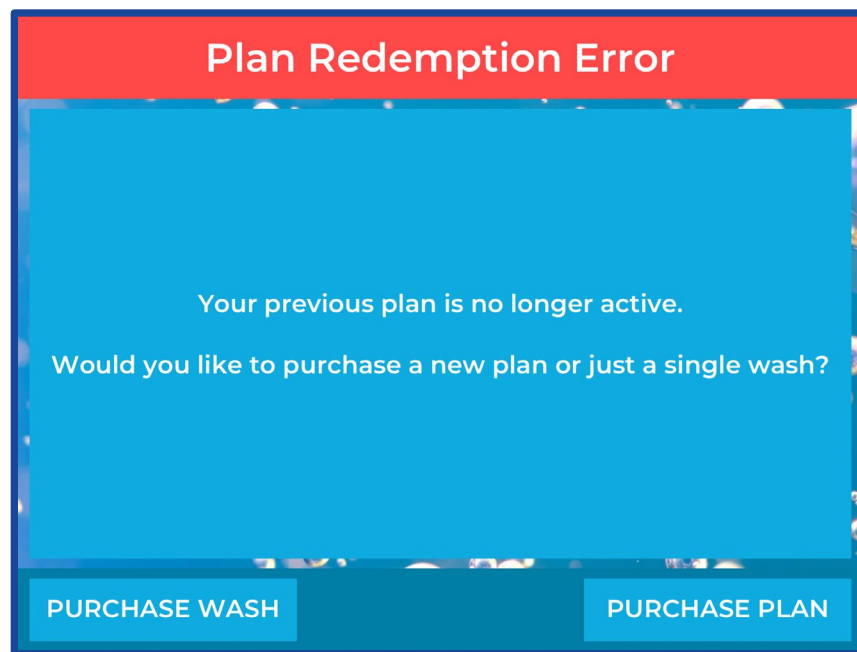 Plan Redemption Error
Your previous plan is no longer active.
Would you like to purchase a new plan or just a single wash?
PURCHASE WASH
PURCHASE PLAN